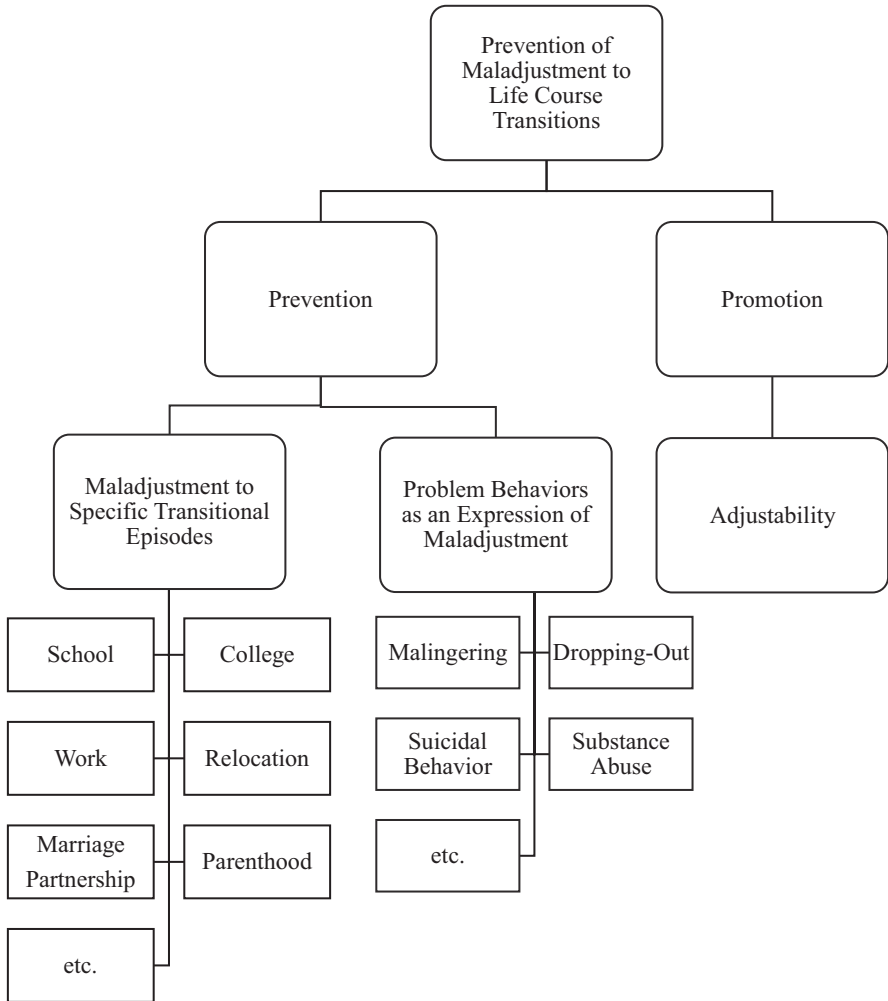 Prevention of
Maladjustment to
Life Course
Transitions
Prevention
Promotion
Maladjustment to
Specific Transitional
Episodes
Problem Behaviors
as an Expression of
Maladjustment
Adjustability
School
College
Malingering
Dropping-Out
Work
Relocation
Suicidal
Behavior
Substance
Abuse
Marriage
Partnership
Parenthood
etc.
etc.